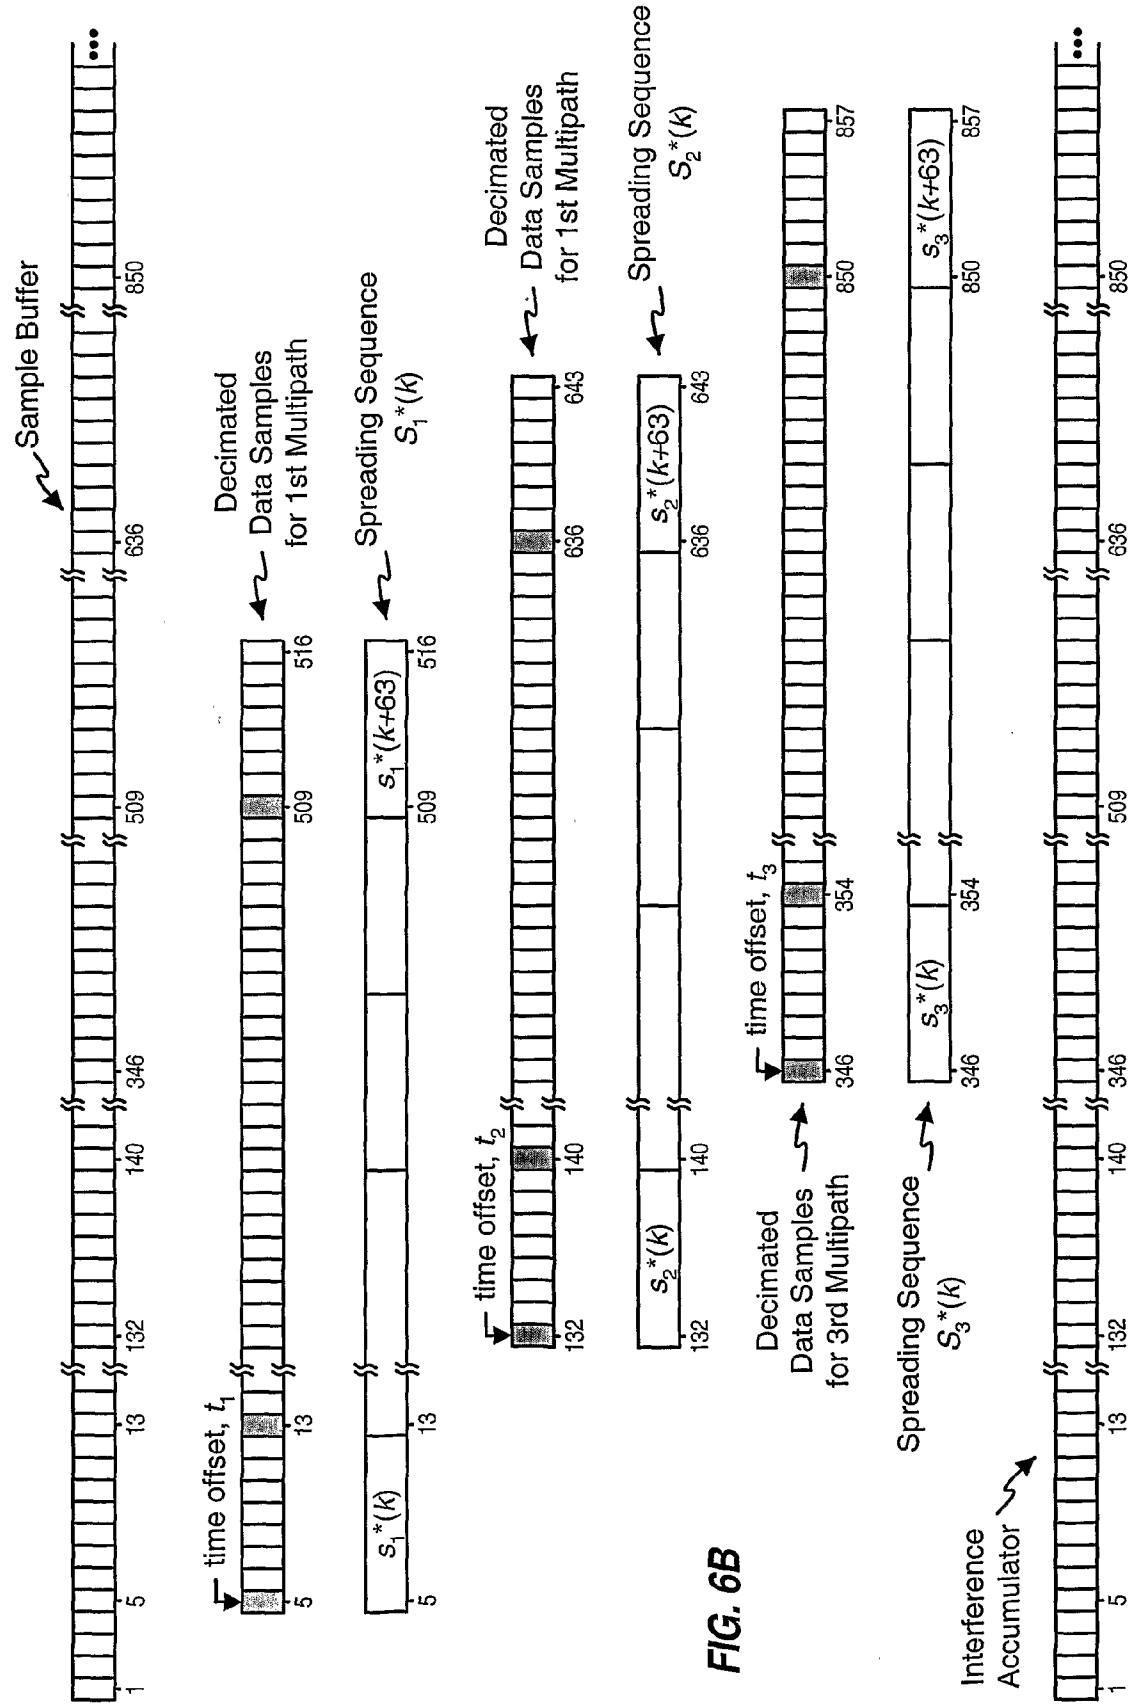 Sample Buffer
1 5 13 132 140 346 509 636 850 •••
time offset, t₁
Decimated
Data Samples
for 1st Multipath
5 13 509 516
Spreading Sequence
S₁*(k)
s₁*(k) s₁*(k+63)
5 13 509 516
time offset, t₂
Decimated
Data Samples
for 1st Multipath
132 140 636 643
Spreading Sequence
S₂*(k)
s₂*(k) s₂*(k+63)
132 140 636 643
time offset, t₃
Decimated
Data Samples
for 3rd Multipath
346 354 850 857
Spreading Sequence
S₃*(k)
s₃*(k) s₃*(k+63)
346 354 850 857
Interference
Accumulator
1 5 13 132 140 346 509 636 850 •••
FIG. 6B